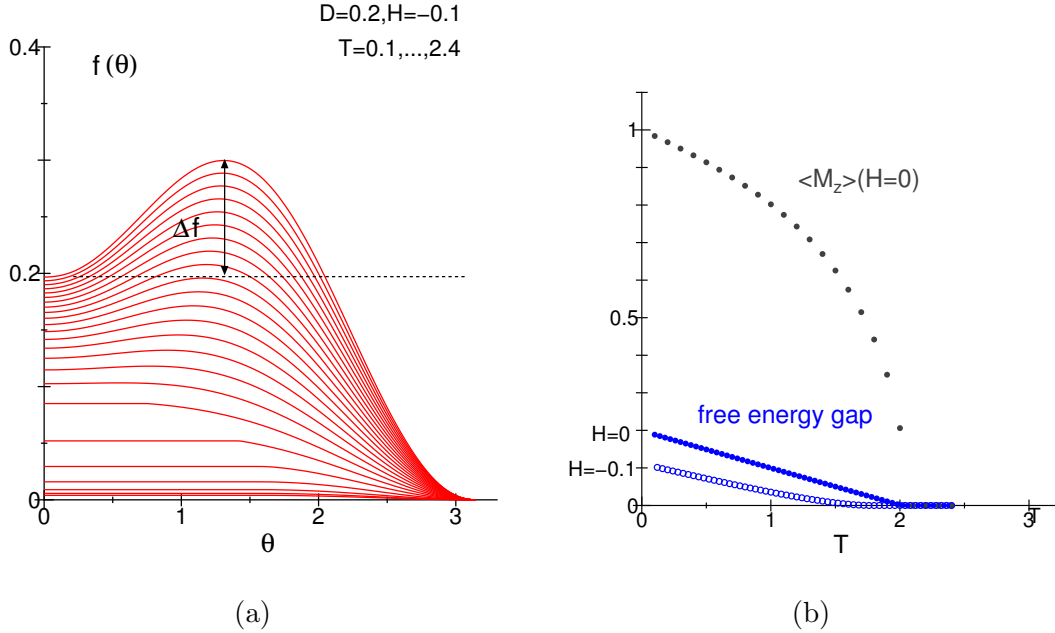 D=0.2,H=−0.1
T=0.1,...,2.4
f (θ)
0.4
0.2
0
Δf
0 1 2 3
θ
(a)
1
0.5
0
<M_z>(H=0)
free energy gap
H=0
H=−0.1
0 1 2 3
T
T
(b)